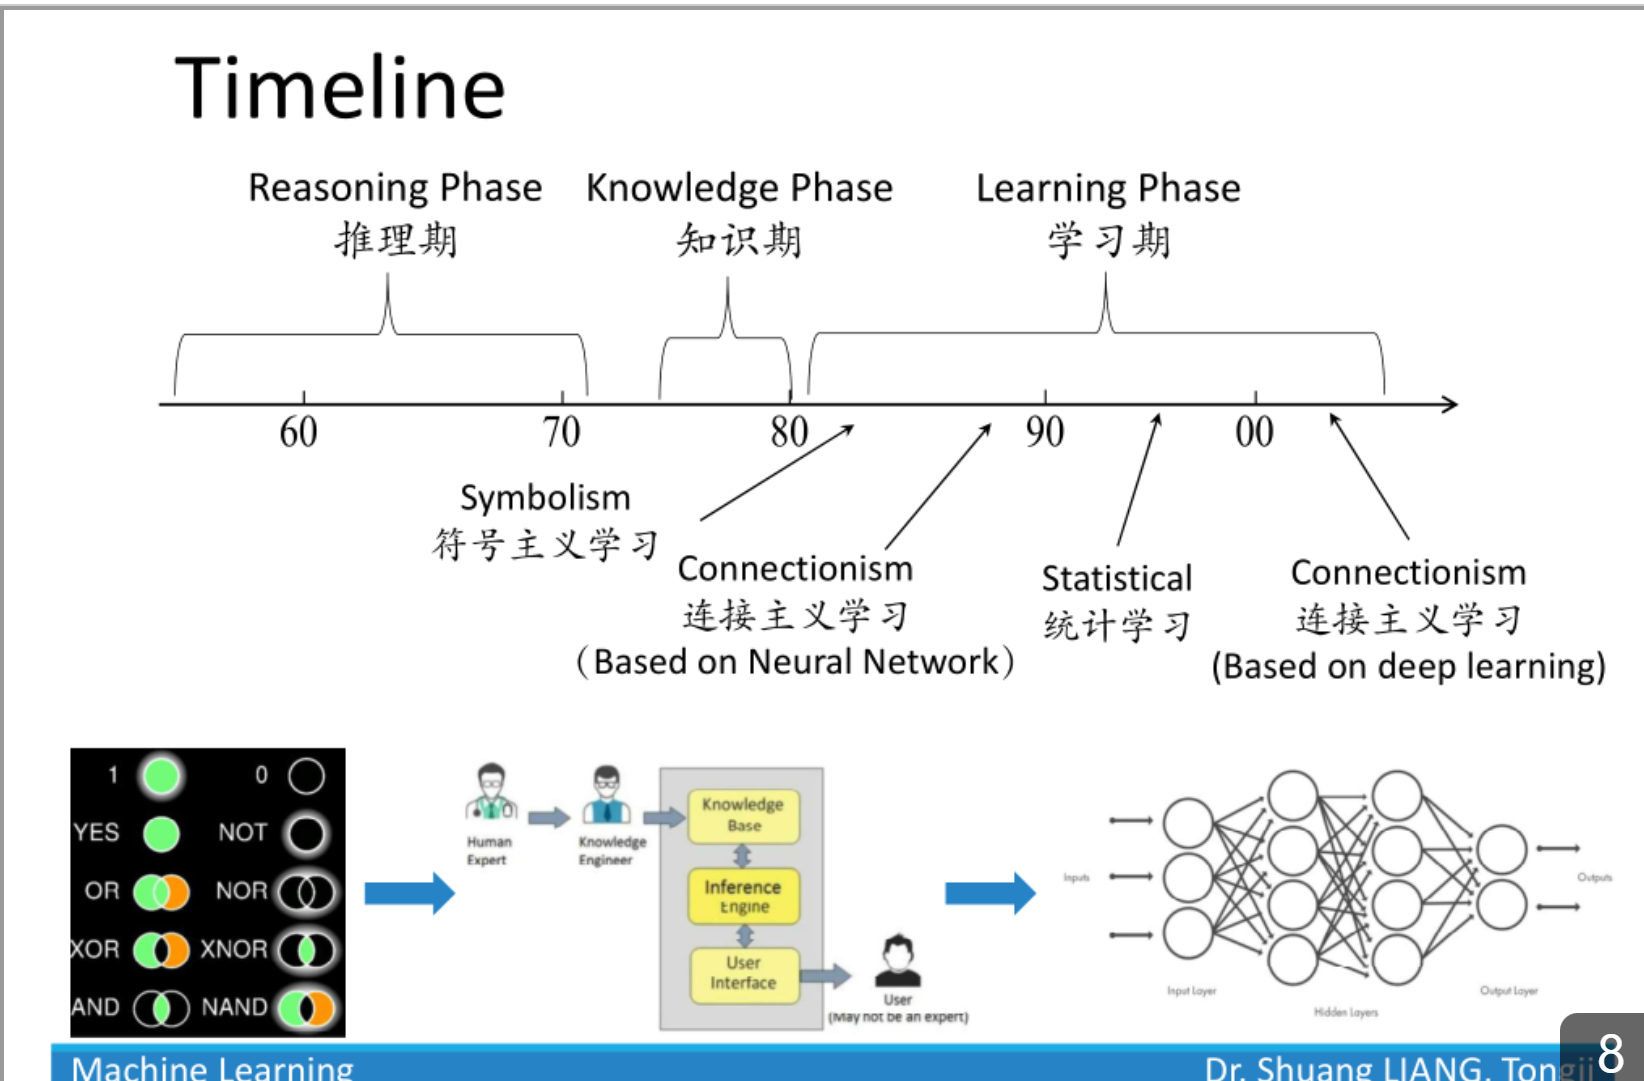 Timeline
Reasoning Phase
推理期
Knowledge Phase
知识期
Learning Phase
学习期
60
70
80
90
00
Symbolism
符号主义学习
Connectionism
连接主义学习
（Based on Neural Network）
Statistical
统计学习
Connectionism
连接主义学习
(Based on deep learning)
1
0
YES
NOT
OR
NOR
XOR
XNOR
AND
NAND
Human
Expert
Knowledge
Engineer
Knowledge
Base
Inference
Engine
User
Interface
User
(May not be an expert)
Inputs
Outputs
Input Layer
Hidden Layers
Output Layer
Machine Learning
Dr. Shuang LIANG, Tongji
8